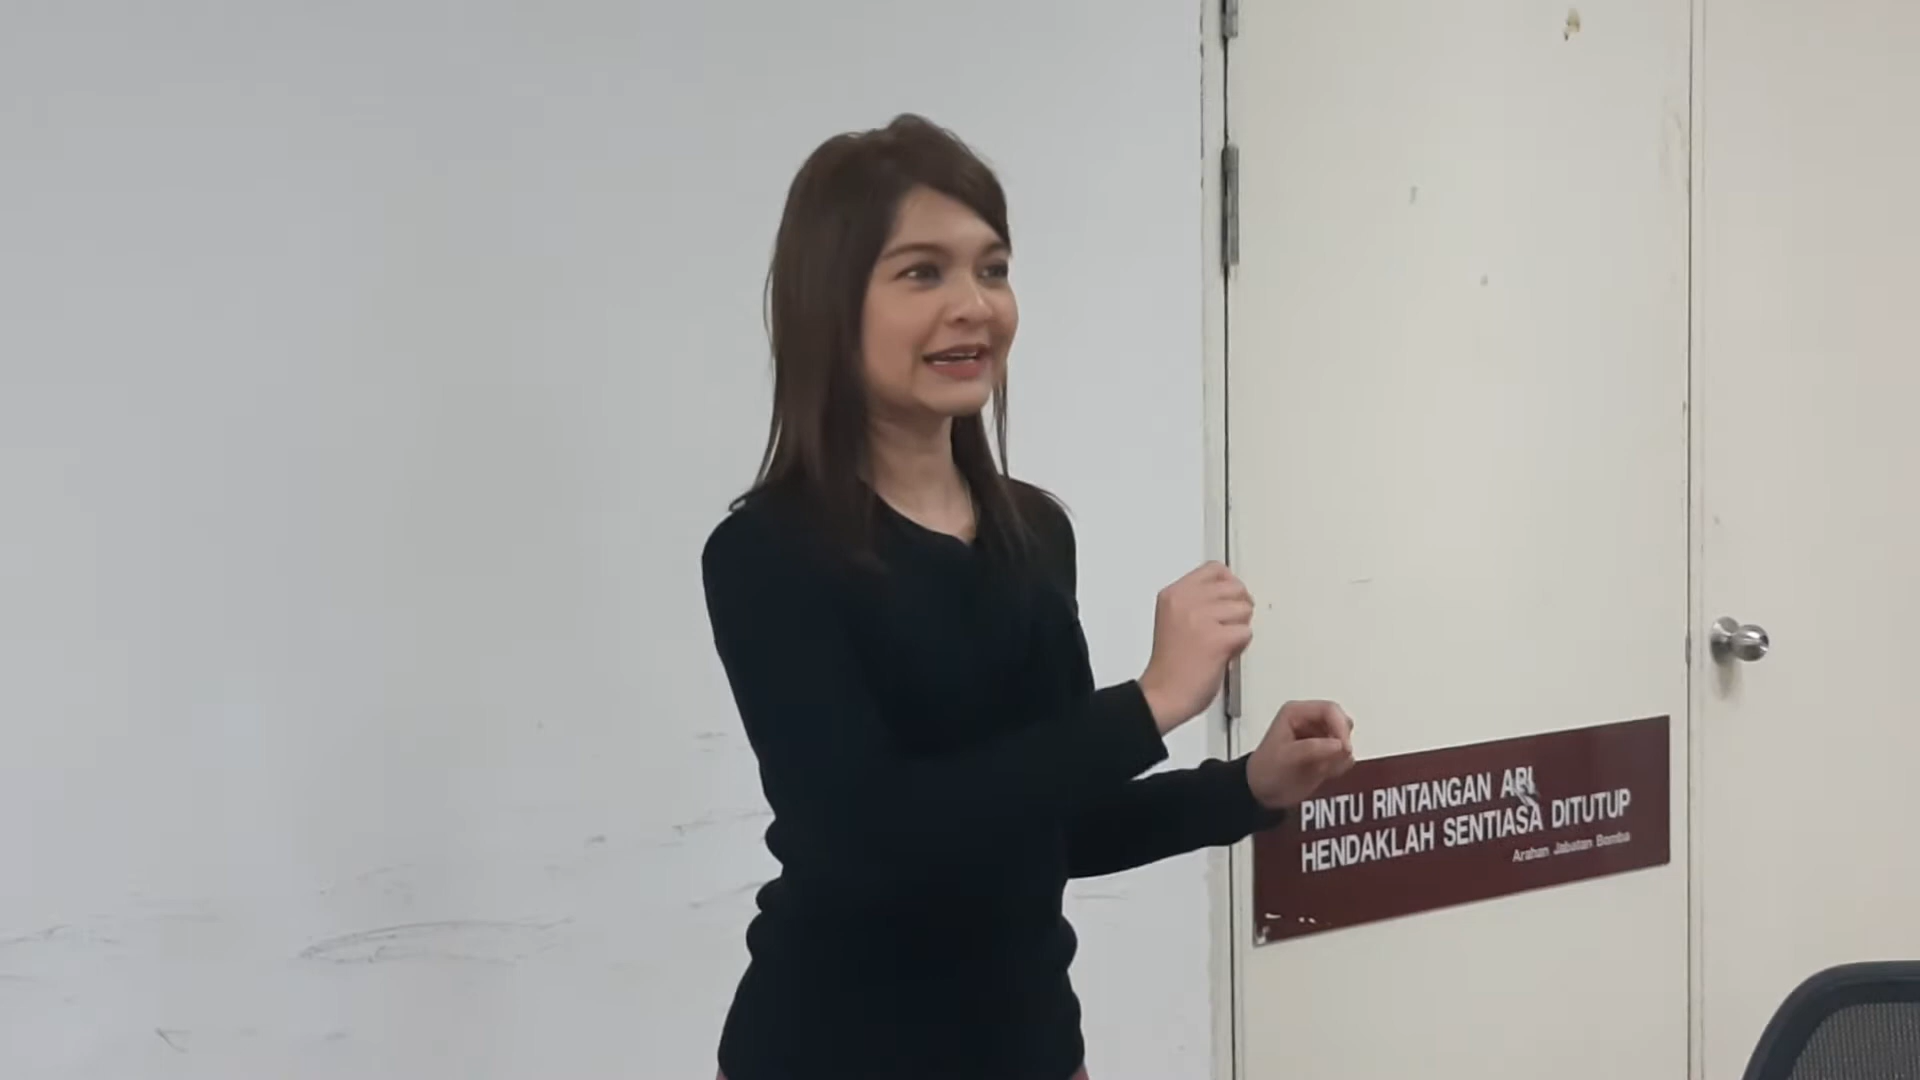 PINTU RINTANGAN API
HENDAKLAH SENTIASA DITUTUP
Arahan Jabatan Bomba